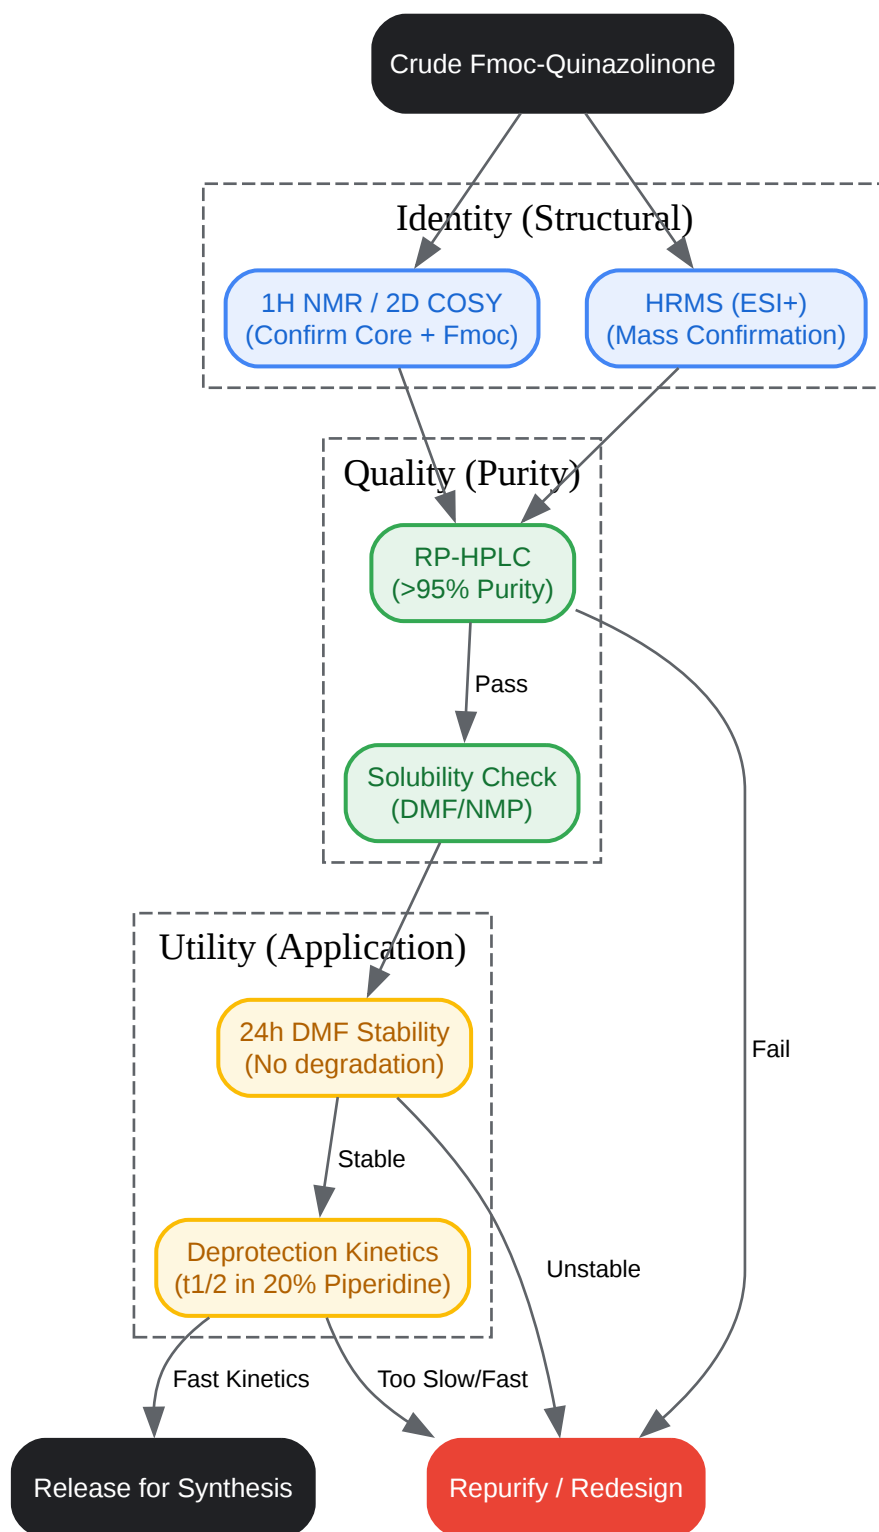 Crude Fmoc-Quinazolinone
Identity (Structural)
1H NMR / 2D COSY
(Confirm Core + Fmoc)
HRMS (ESI+)
(Mass Confirmation)
Quality (Purity)
RP-HPLC
(>95% Purity)
Pass
Solubility Check
(DMF/NMP)
Utility (Application)
24h DMF Stability
(No degradation)
Fail
Stable
Deprotection Kinetics
(t1/2 in 20% Piperidine)
Unstable
Fast Kinetics
Too Slow/Fast
Release for Synthesis
Repurify / Redesign